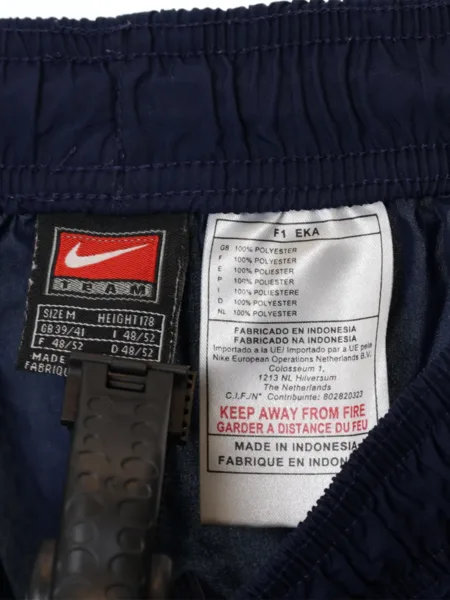 TEAM
SIZE M HEIGHT 178
GB 39/41 I 48/52
F 48/52 D 48/52
MADE
FABRIQU
F1 EKA
GB 100% POLYESTER
F 100% POLYESTER
E 100% POLIESTER
P 100% POLIESTER
I 100% POLIESTERE
D 100% POLYESTER
NL 100% POLYESTER
FABRICADO EN INDONESIA
FABRICADO NA INDONESIA
Importado a la UE/ Importado par a UE pela
Nike European Operations Netherlands B.V.
Colosseum 1,
1213 NL Hilversum
The Netherlands
C.I.F./N° Contribuinte: 802820323
KEEP AWAY FROM FIRE
GARDER A DISTANCE DU FEU
MADE IN INDONESIA
FABRIQUE EN INDON